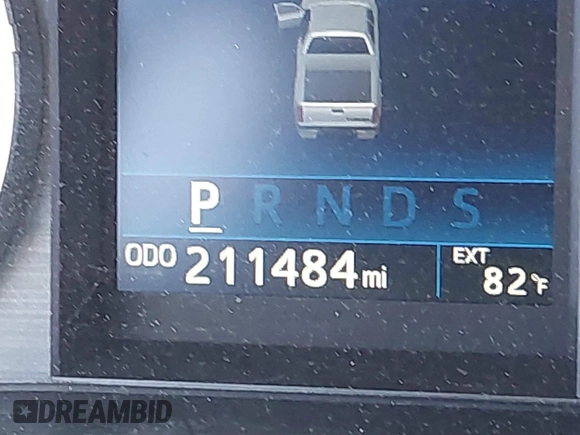 P R N D S
ODO 211484 mi EXT 82°F
DREAMBID